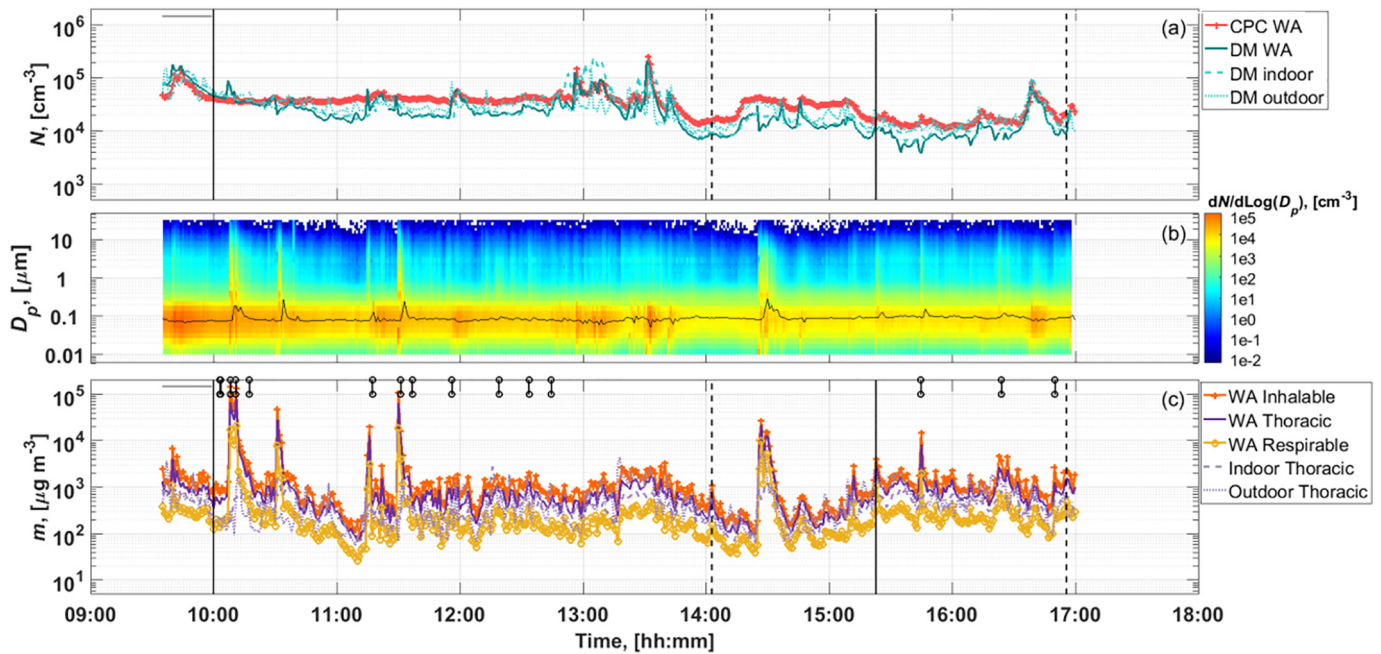 (a)
N, [cm⁻³]
10⁶
10⁵
10⁴
10³
CPC WA
DM WA
DM indoor
DM outdoor
(b)
D_p, [µm]
10
1
0.1
0.01
dN/dLog(D_p), [cm⁻³]
1e5
1e4
1e3
1e2
1e1
1e0
1e-1
1e-2
(c)
m, [µg m⁻³]
10⁵
10⁴
10³
10²
10¹
WA Inhalable
WA Thoracic
WA Respirable
Indoor Thoracic
Outdoor Thoracic
09:00 10:00 11:00 12:00 13:00 14:00 15:00 16:00 17:00 18:00
Time, [hh:mm]